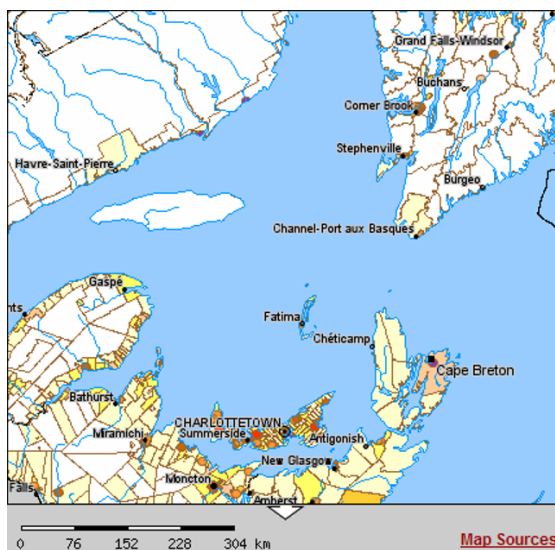 Grand Falls-Windsor
Buchans
Corner Brook
Stephenville
Havre-Saint-Pierre
Burgeo
Channel-Port aux Basques
Gaspé
nts
Fatima
Chéticamp
Cape Breton
Bathurst
CHARLOTTETOWN
Summerside
Miramichi
Antigonish
New Glasgow
Moncton
Falls
Amherst
0 76 152 228 304 km
Map Sources